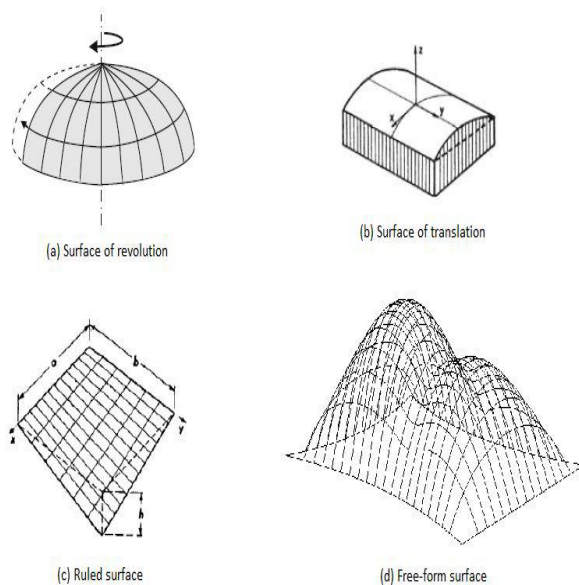 z
x
y
(a) Surface of revolution
(b) Surface of translation
a
b
x
y
h
(c) Ruled surface
(d) Free-form surface